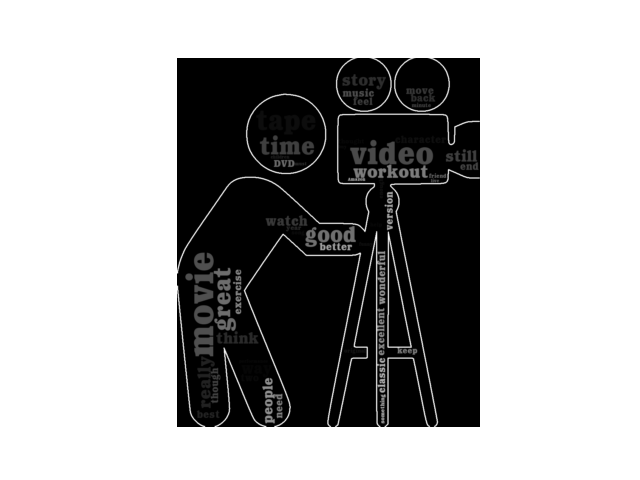 story
music
feel
move
back
minute
tape
time
DVD
character
video
workout
friend
still
end
version
watch
good
better
wonderful
movie
great
exercise
excellent
think
keep
really
though
classic
people
need
something
best